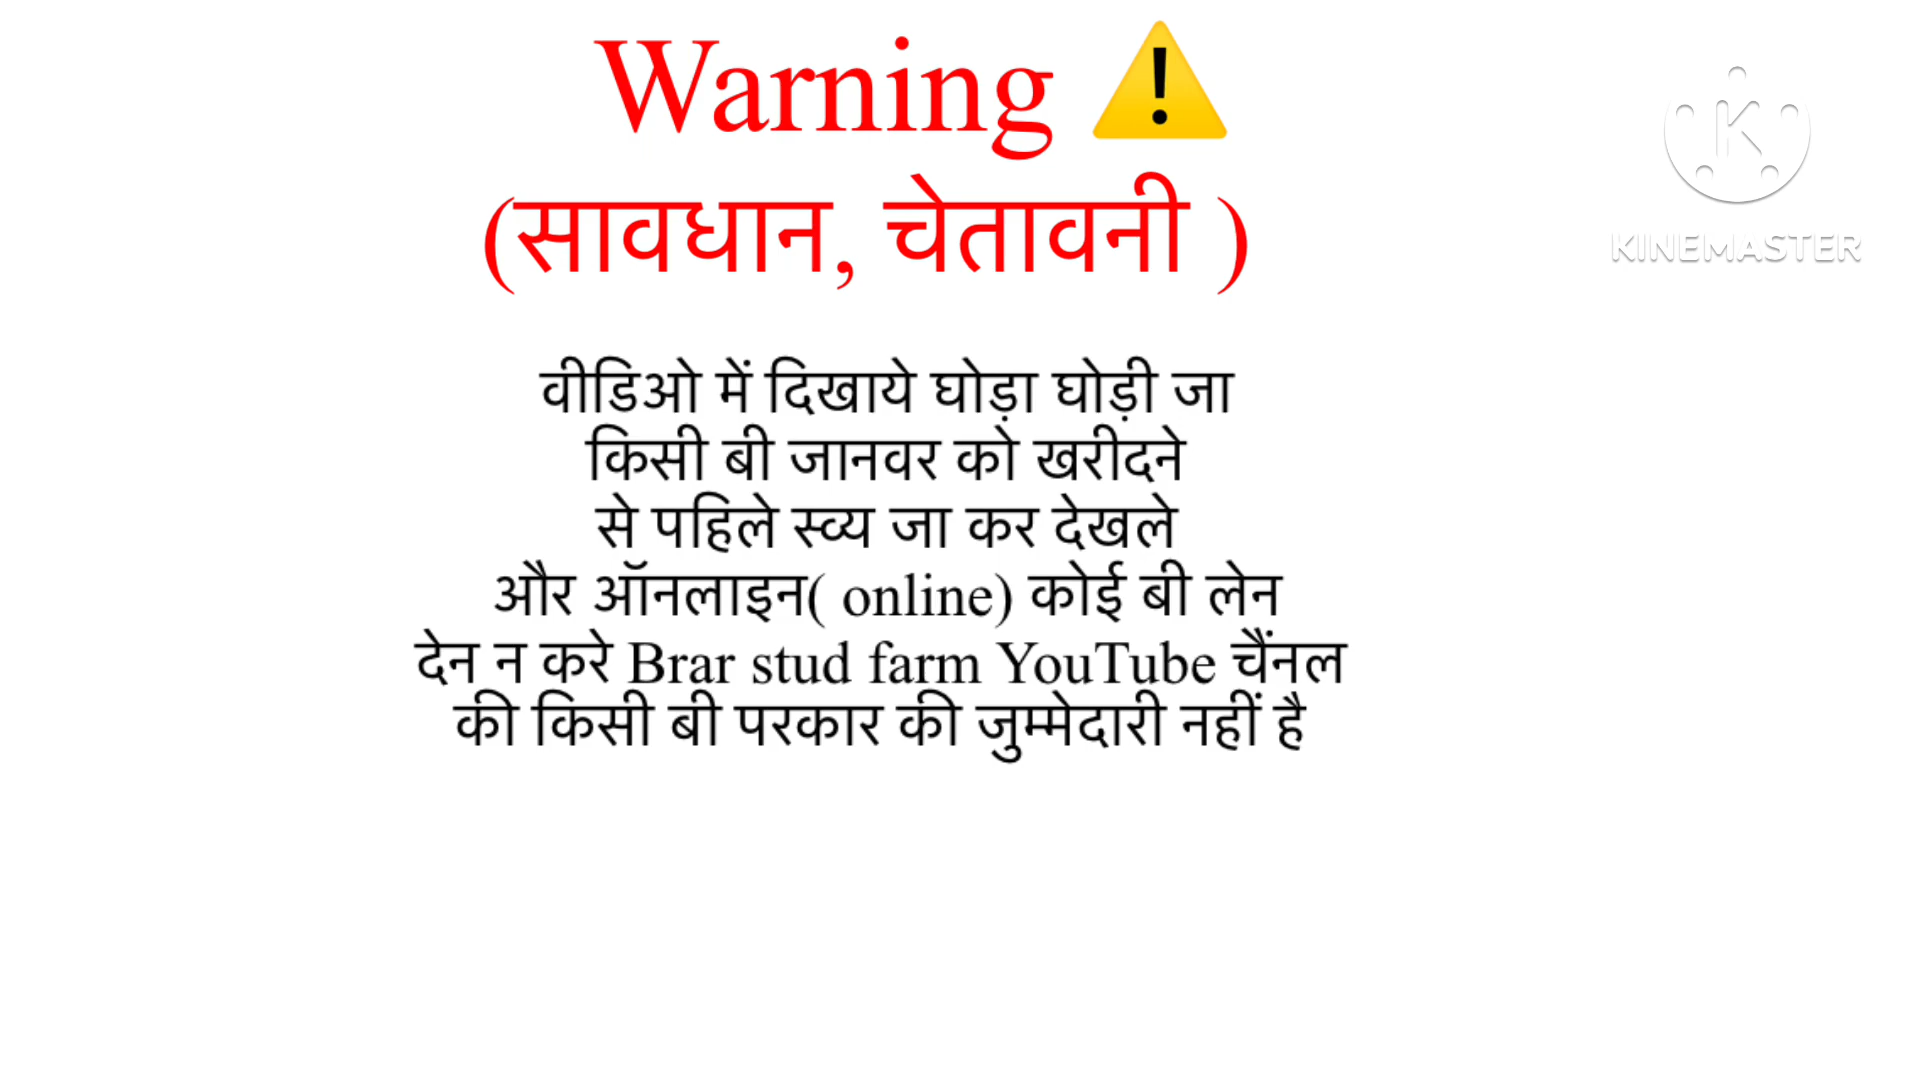 Warning ⚠️
(सावधान, चेतावनी )
KINEMASTER
वीडिओ में दिखाये घोड़ा घोड़ी जा
किसी बी जानवर को खरीदने
से पहिले स्व्य जा कर देखले
और ऑनलाइन( online) कोई बी लेन
देन न करे Brar stud farm YouTube चैंनल
की किसी बी परकार की जुम्मेदारी नहीं है